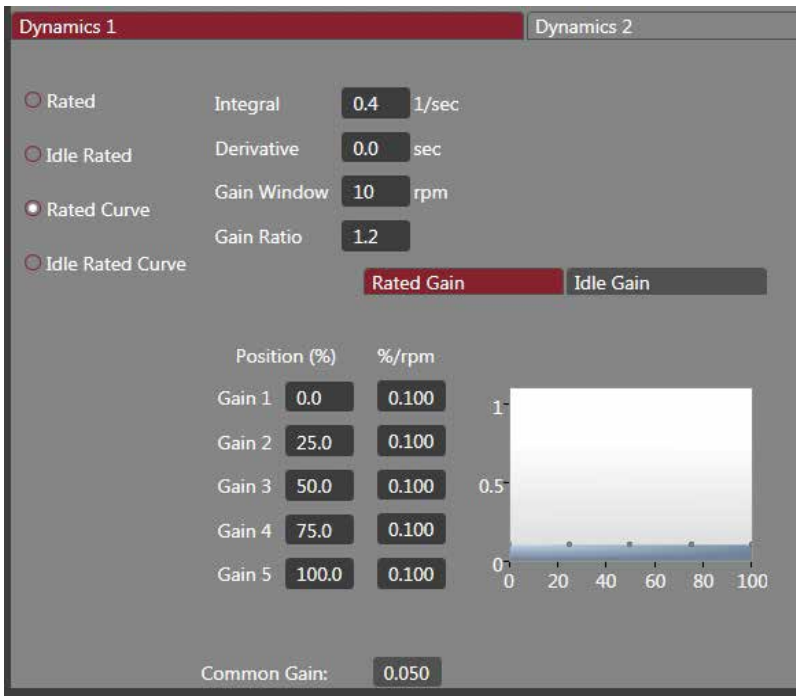 Dynamics 1 Dynamics 2
Rated
Idle Rated
Rated Curve
Idle Rated Curve
Integral 0.4 1/sec
Derivative 0.0 sec
Gain Window 10 rpm
Gain Ratio 1.2
Rated Gain Idle Gain
Position (%) %/rpm
Gain 1 0.0 0.100
Gain 2 25.0 0.100
Gain 3 50.0 0.100
Gain 4 75.0 0.100
Gain 5 100.0 0.100
1
0.5
0
0 20 40 60 80 100
Common Gain: 0.050